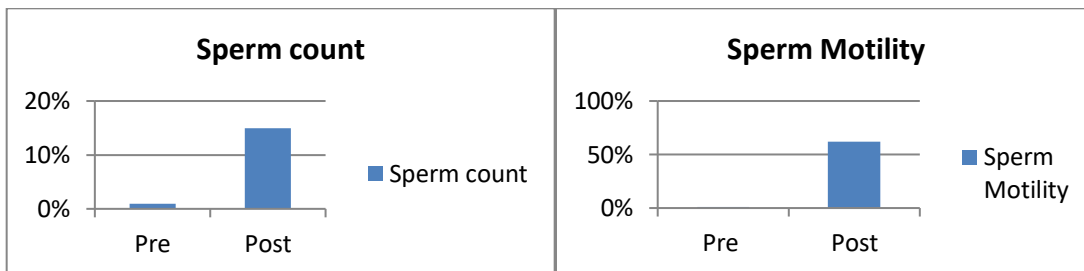 Sperm count
20%
10%
0%
Pre
Post
Sperm count
Sperm Motility
100%
50%
0%
Pre
Post
Sperm
Motility